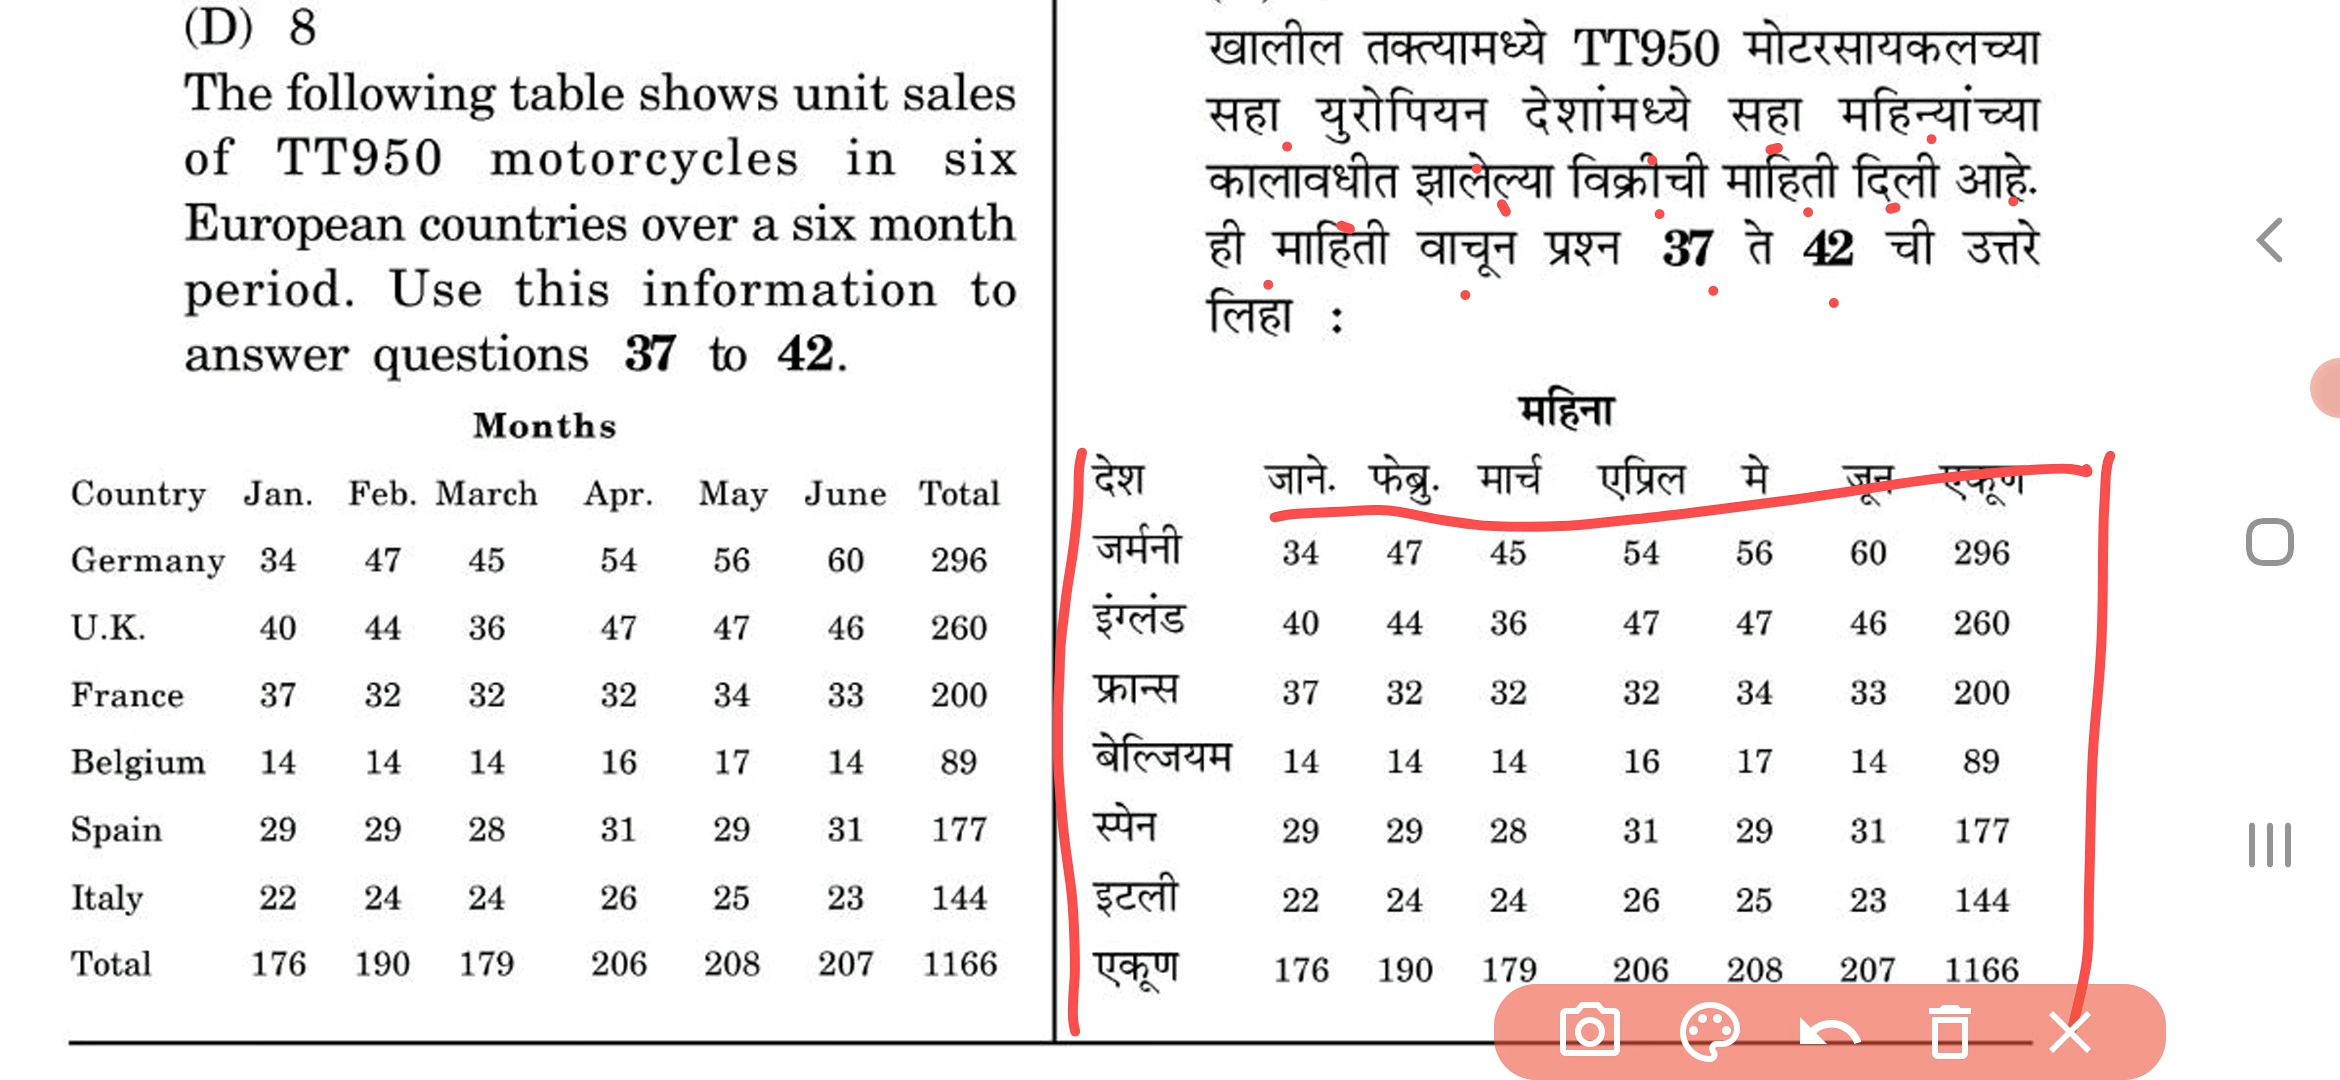 (D) 8
The following table shows unit sales
of TT950 motorcycles in six
European countries over a six month
period. Use this information to
answer questions 37 to 42.
Months
Country Jan. Feb. March Apr. May June Total
Germany 34 47 45 54 56 60 296
U.K. 40 44 36 47 47 46 260
France 37 32 32 32 34 33 200
Belgium 14 14 14 16 17 14 89
Spain 29 29 28 31 29 31 177
Italy 22 24 24 26 25 23 144
Total 176 190 179 206 208 207 1166
खालील तक्त्यामध्ये TT950 मोटरसायकलच्या
सहा युरोपियन देशांमध्ये सहा महिन्यांच्या
कालावधीत झालेल्या विक्रीची माहिती दिली आहे.
ही माहिती वाचून प्रश्न 37 ते 42 ची उत्तरे
लिहा :
महिना
देश जाने. फेब्रु. मार्च एप्रिल मे जून एकूण
जर्मनी 34 47 45 54 56 60 296
इंग्लंड 40 44 36 47 47 46 260
फ्रान्स 37 32 32 32 34 33 200
बेल्जियम 14 14 14 16 17 14 89
स्पेन 29 29 28 31 29 31 177
इटली 22 24 24 26 25 23 144
एकूण 176 190 179 206 208 207 1166